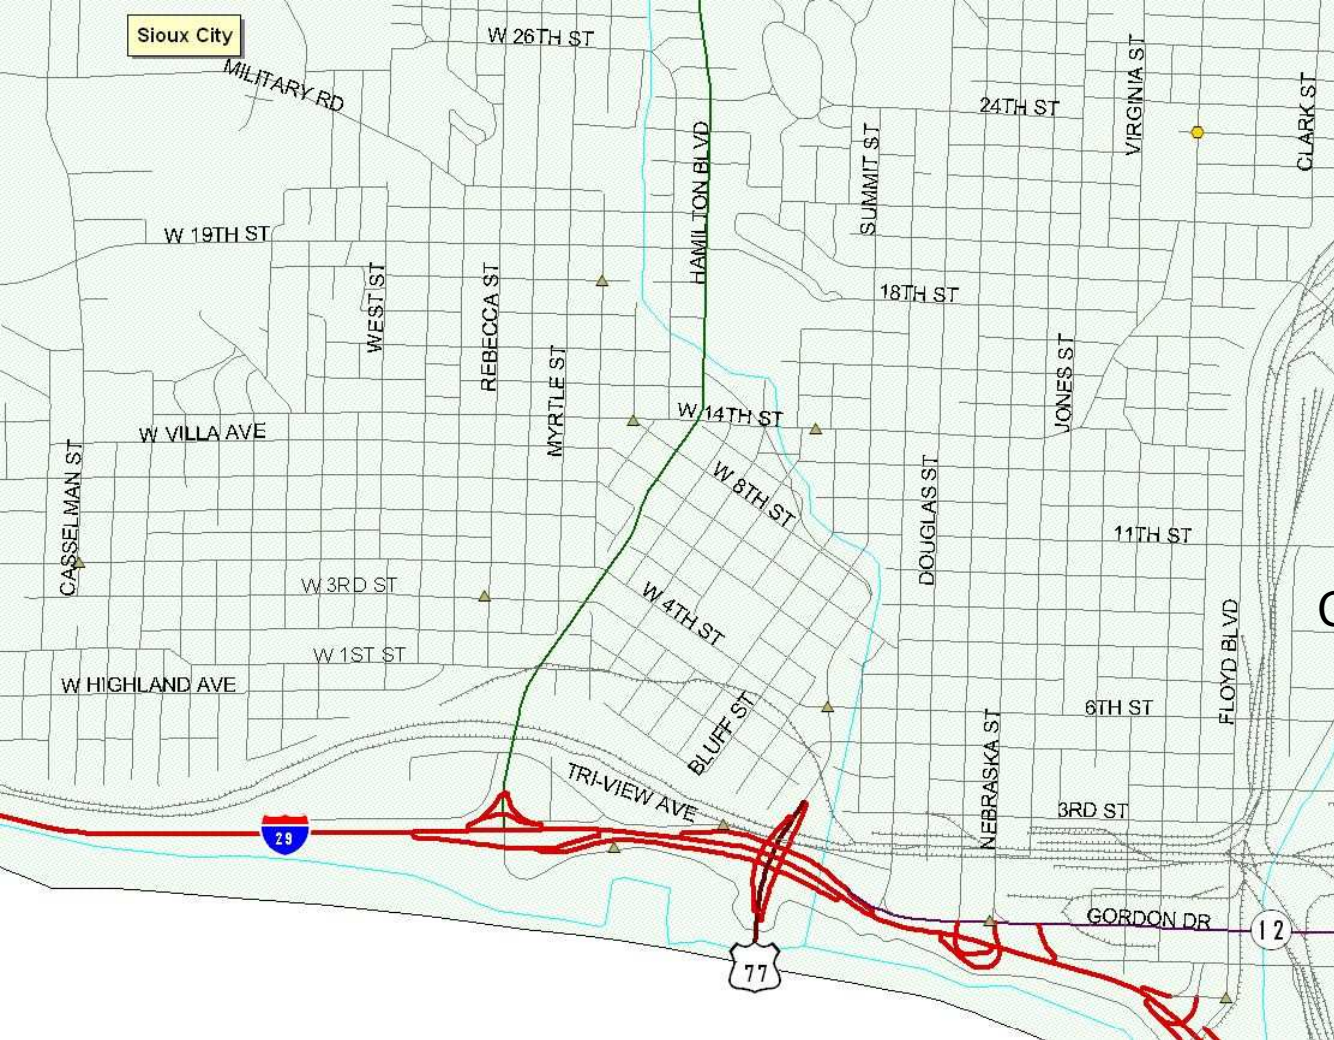 Sioux City
W 26TH ST
MILITARY RD
24TH ST
VIRGINIA ST
CLARK ST
HAMILTON BLVD
SUMMIT ST
W 19TH ST
18TH ST
WEST ST
REBECCA ST
MYRTLE ST
JONES ST
W 14TH ST
W VILLA AVE
CASSELMAN ST
W 8TH ST
DOUGLAS ST
11TH ST
W 3RD ST
W 4TH ST
FLOYD BLVD
W 1ST ST
W HIGHLAND AVE
BLUFF ST
6TH ST
NEBRASKA ST
TRI-VIEW AVE
3RD ST
29
GORDON DR
12
77